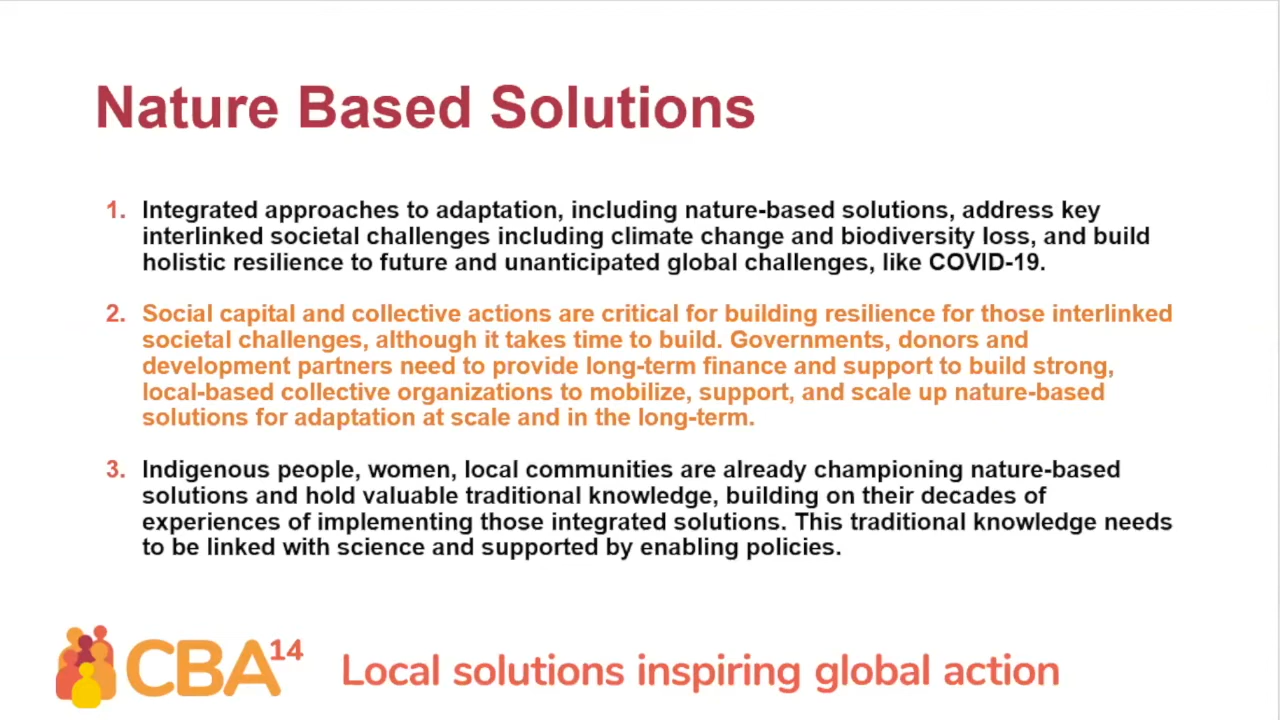 Nature Based Solutions
1. Integrated approaches to adaptation, including nature-based solutions, address key
interlinked societal challenges including climate change and biodiversity loss, and build
holistic resilience to future and unanticipated global challenges, like COVID-19.
2. Social capital and collective actions are critical for building resilience for those interlinked
societal challenges, although it takes time to build. Governments, donors and
development partners need to provide long-term finance and support to build strong,
local-based collective organizations to mobilize, support, and scale up nature-based
solutions for adaptation at scale and in the long-term.
3. Indigenous people, women, local communities are already championing nature-based
solutions and hold valuable traditional knowledge, building on their decades of
experiences of implementing those integrated solutions. This traditional knowledge needs
to be linked with science and supported by enabling policies.
CBA14
Local solutions inspiring global action